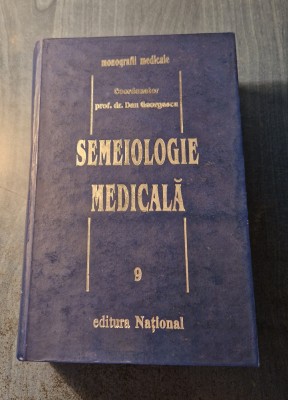 monografii medicale
Coordonator
prof. dr. Dan Georgescu
SEMEIOLOGIE
MEDICALĂ
9
editura Național